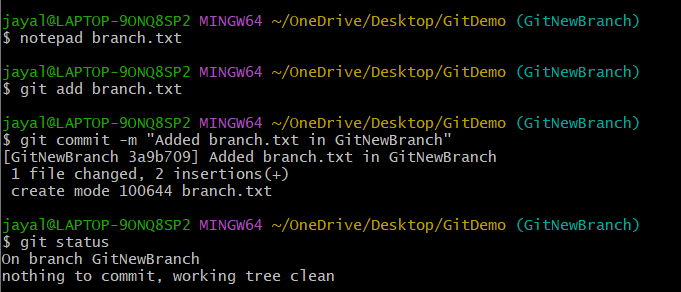 jayal@LAPTOP-9ONQ8SP2 MINGW64 ~/OneDrive/Desktop/GitDemo (GitNewBranch)
$ notepad branch.txt
jayal@LAPTOP-9ONQ8SP2 MINGW64 ~/OneDrive/Desktop/GitDemo (GitNewBranch)
$ git add branch.txt
jayal@LAPTOP-9ONQ8SP2 MINGW64 ~/OneDrive/Desktop/GitDemo (GitNewBranch)
$ git commit -m "Added branch.txt in GitNewBranch"
[GitNewBranch 3a9b709] Added branch.txt in GitNewBranch
 1 file changed, 2 insertions(+)
 create mode 100644 branch.txt
jayal@LAPTOP-9ONQ8SP2 MINGW64 ~/OneDrive/Desktop/GitDemo (GitNewBranch)
$ git status
On branch GitNewBranch
nothing to commit, working tree clean